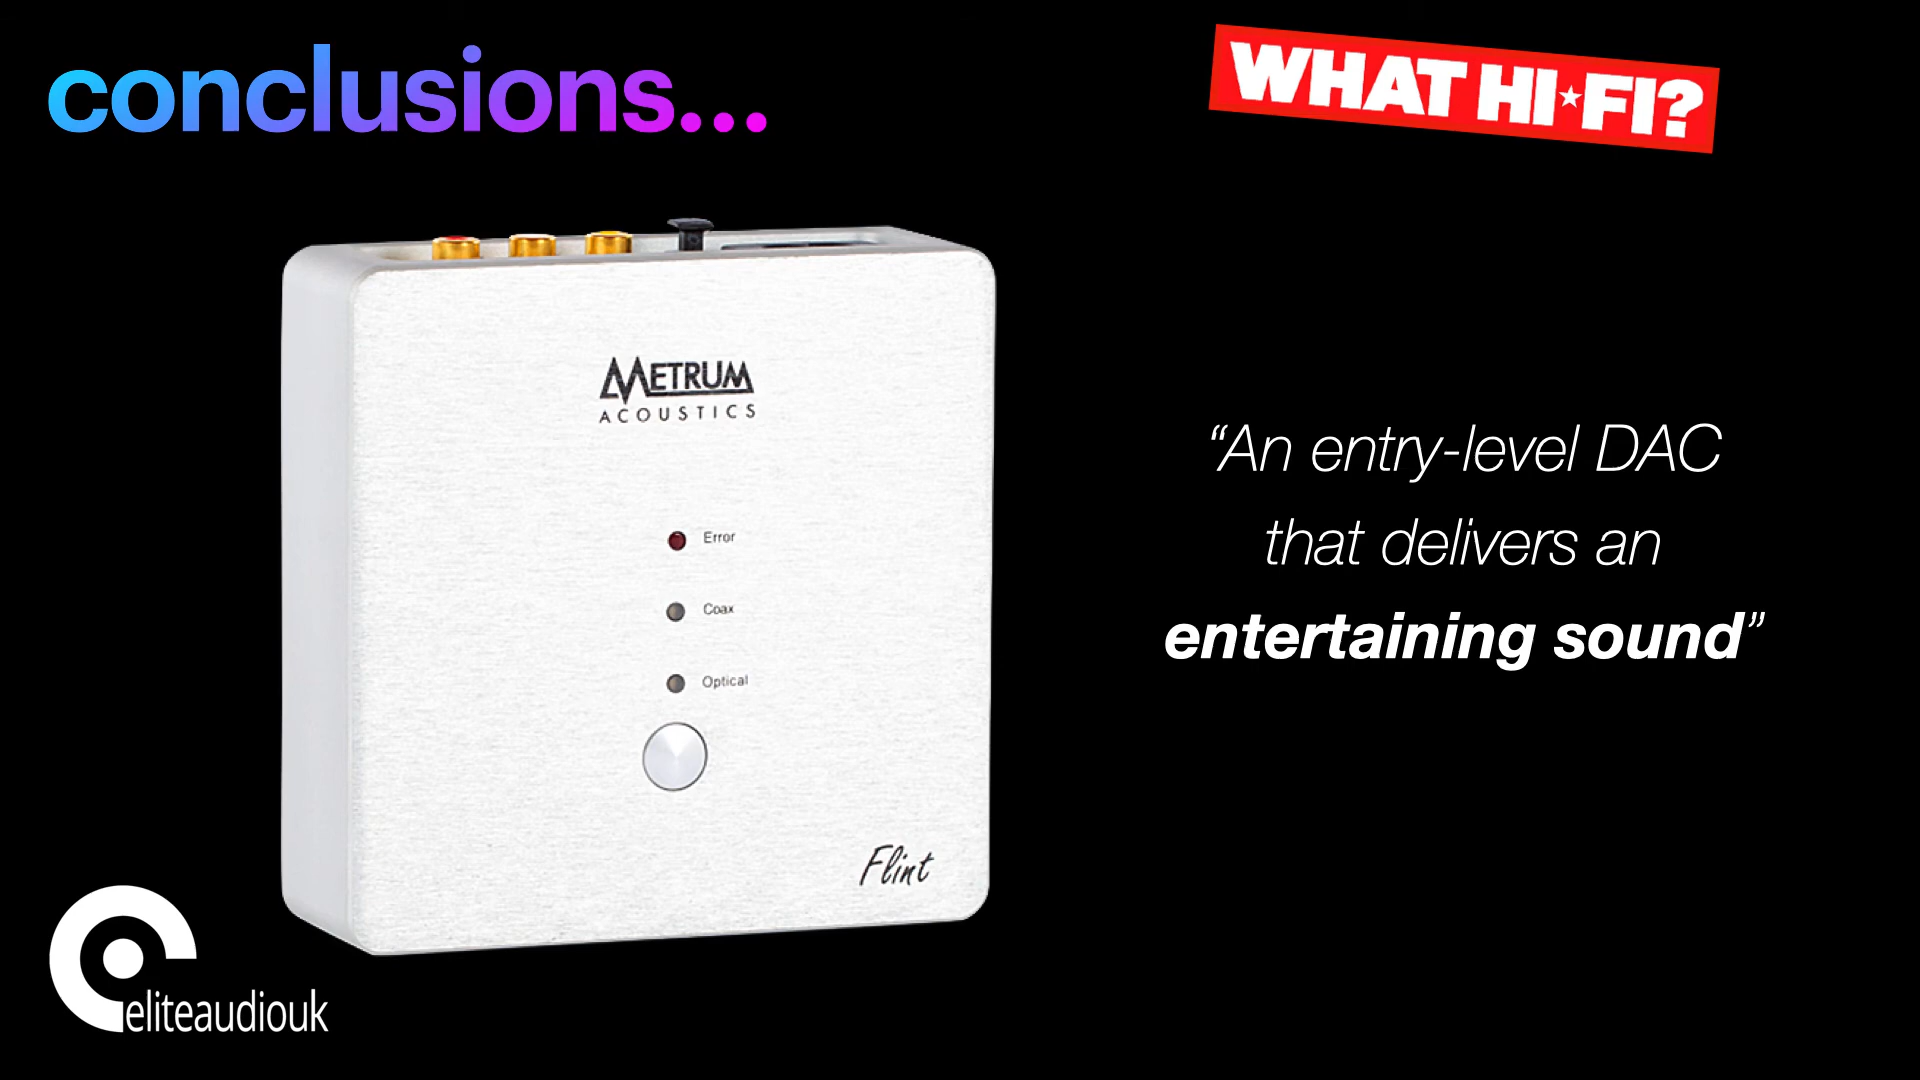 conclusions...
WHAT HI★FI?
METRUM
ACOUSTICS
Error
Coax
Optical
Flint
“An entry-level DAC
that delivers an
entertaining sound”
eliteaudiouk